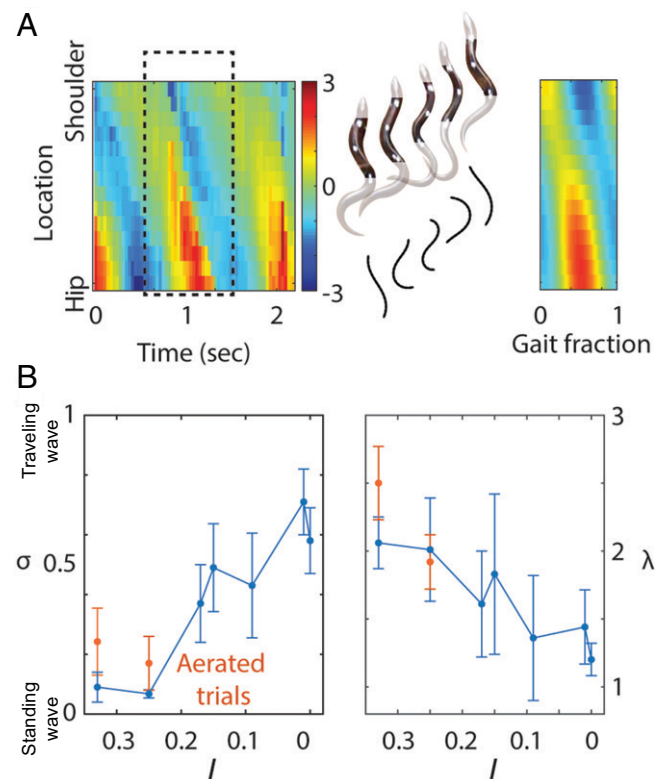 A
Shoulder
Location
Hip
0
1
2
Time (sec)
3
0
-3
0
1
Gait fraction
B
Traveling
wave
σ
Standing
wave
1
0.5
0
Aerated
trials
0.3
0.2
0.1
0
l
3
2
1
λ
0.3
0.2
0.1
0
l